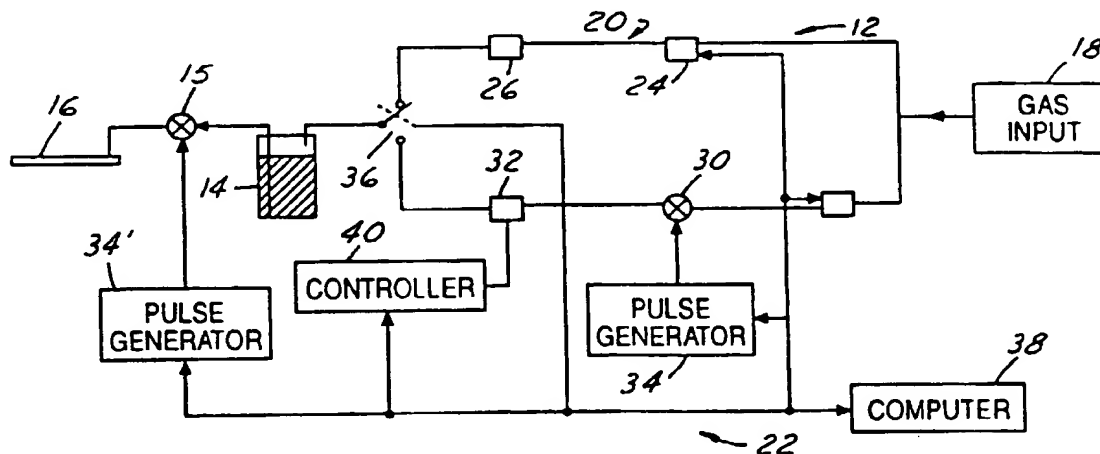 20
12
18
GAS
INPUT
15
16
26
24
36
14
32
30
34'
PULSE
GENERATOR
40
CONTROLLER
PULSE
GENERATOR
34
38
COMPUTER
22